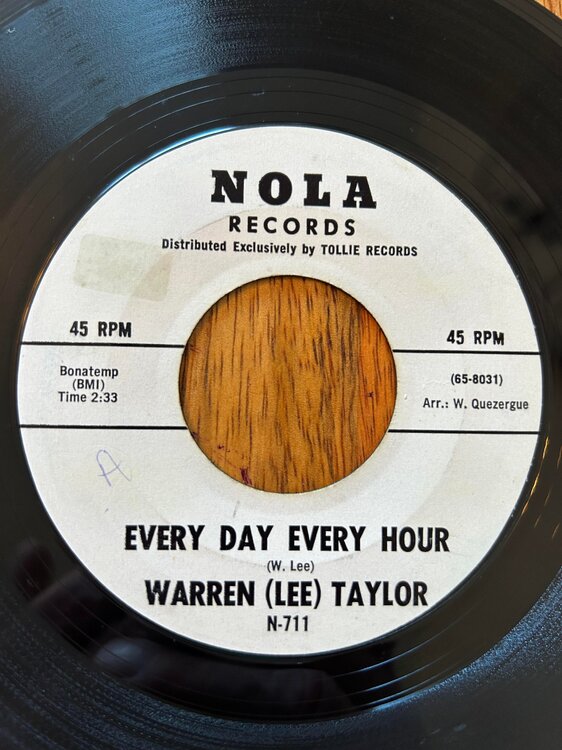 NOLA
RECORDS
Distributed Exclusively by TOLLIE RECORDS
45 RPM
45 RPM
Bonatemp
(BMI)
Time 2:33
(65-8031)
Arr.: W. Quezergue
A
EVERY DAY EVERY HOUR
(W. Lee)
WARREN (LEE) TAYLOR
N-711